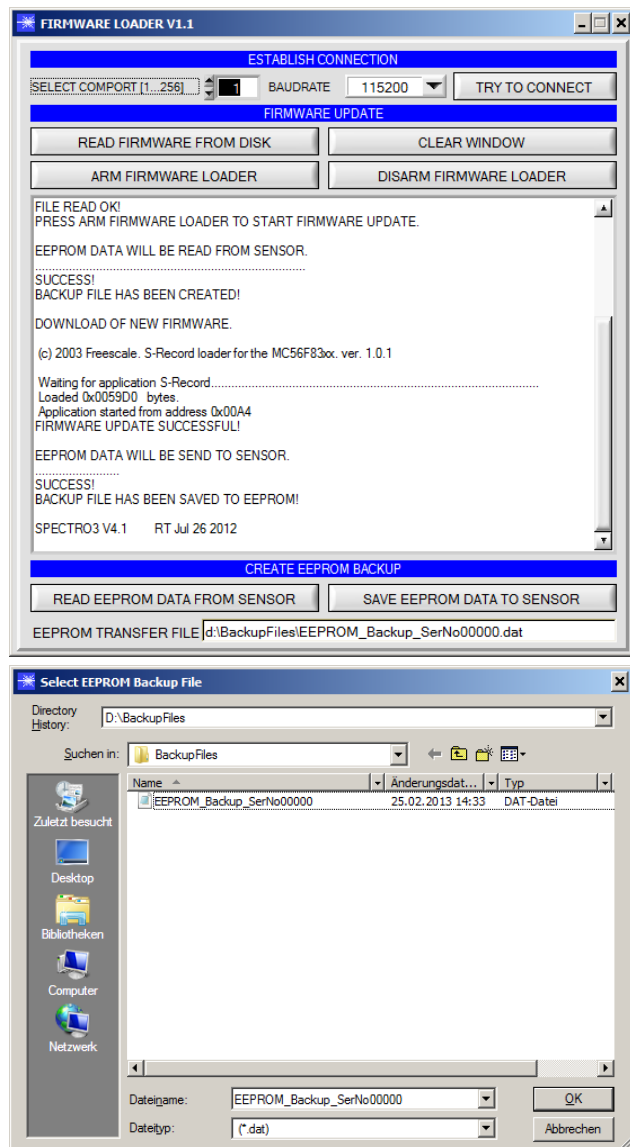 FIRMWARE LOADER V1.1
ESTABLISH CONNECTION
SELECT COMPORT [1...256] 1 BAUDRATE 115200 TRY TO CONNECT
FIRMWARE UPDATE
READ FIRMWARE FROM DISK CLEAR WINDOW
ARM FIRMWARE LOADER DISARM FIRMWARE LOADER
FILE READ OK!
PRESS ARM FIRMWARE LOADER TO START FIRMWARE UPDATE.
EEPROM DATA WILL BE READ FROM SENSOR.
..........................................................................................
SUCCESS!
BACKUP FILE HAS BEEN CREATED!
DOWNLOAD OF NEW FIRMWARE.
(c) 2003 Freescale. S-Record loader for the MC56F83xx. ver. 1.0.1
Waiting for application S-Record..............................................................................................................
Loaded 0x0059D0 bytes.
Application started from address 0x00A4
FIRMWARE UPDATE SUCCESSFUL!
EEPROM DATA WILL BE SEND TO SENSOR.
............................
SUCCESS!
BACKUP FILE HAS BEEN SAVED TO EEPROM!
SPECTRO3 V4.1 RT Jul 26 2012
CREATE EEPROM BACKUP
READ EEPROM DATA FROM SENSOR SAVE EEPROM DATA TO SENSOR
EEPROM TRANSFER FILE d:\BackupFiles\EEPROM_Backup_SerNo00000.dat
Select EEPROM Backup File
Directory
History: D:\BackupFiles
Suchen in: BackupFiles
Name Änderungsdat... Typ
EEPROM_Backup_SerNo00000 25.02.2013 14:33 DAT-Datei
Zuletzt besucht
Desktop
Bibliotheken
Computer
Netzwerk
Dateiname: EEPROM_Backup_SerNo00000 OK
Dateityp: (*.dat) Abbrechen